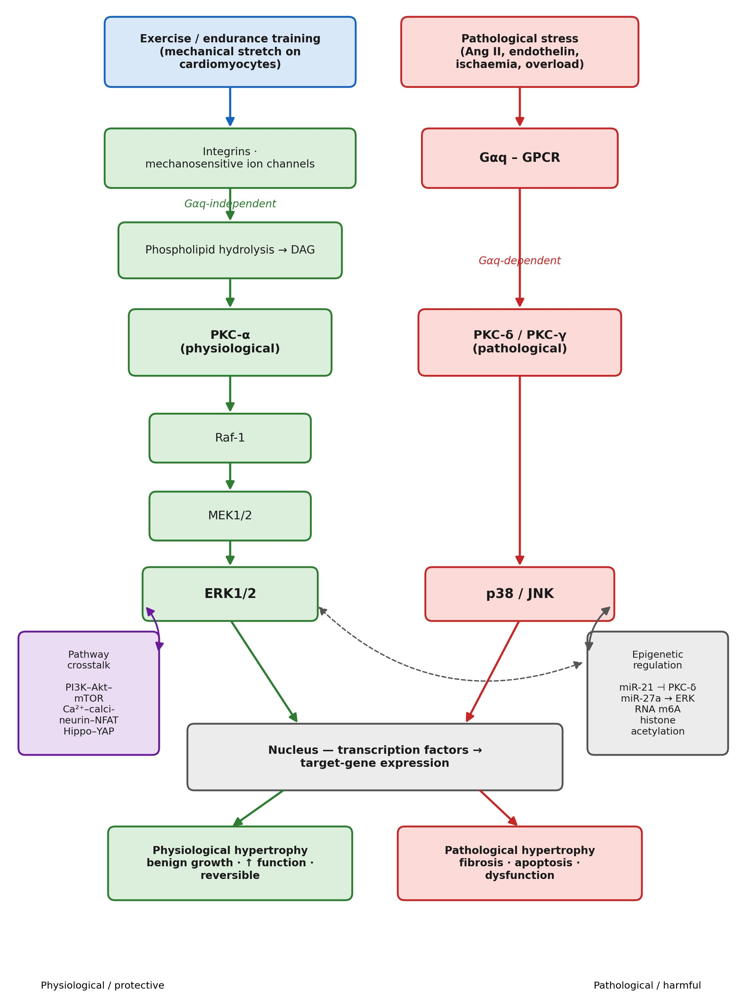 Exercise / endurance training
(mechanical stretch on
cardiomyocytes)
Pathological stress
(Ang II, endothelin,
ischaemia, overload)
Integrins ·
mechanosensitive ion channels
Gαq – GPCR
Gαq-independent
Phospholipid hydrolysis → DAG
Gαq-dependent
PKC-α
(physiological)
PKC-δ / PKC-γ
(pathological)
Raf-1
MEK1/2
ERK1/2
p38 / JNK
Pathway
crosstalk
PI3K–Akt–
mTOR
Ca²⁺–calci-
neurin–NFAT
Hippo–YAP
Epigenetic
regulation
miR-21 ⊣ PKC-δ
miR-27a → ERK
RNA m6A
histone
acetylation
Nucleus — transcription factors →
target-gene expression
Physiological hypertrophy
benign growth · ↑ function ·
reversible
Pathological hypertrophy
fibrosis · apoptosis ·
dysfunction
Physiological / protective
Pathological / harmful